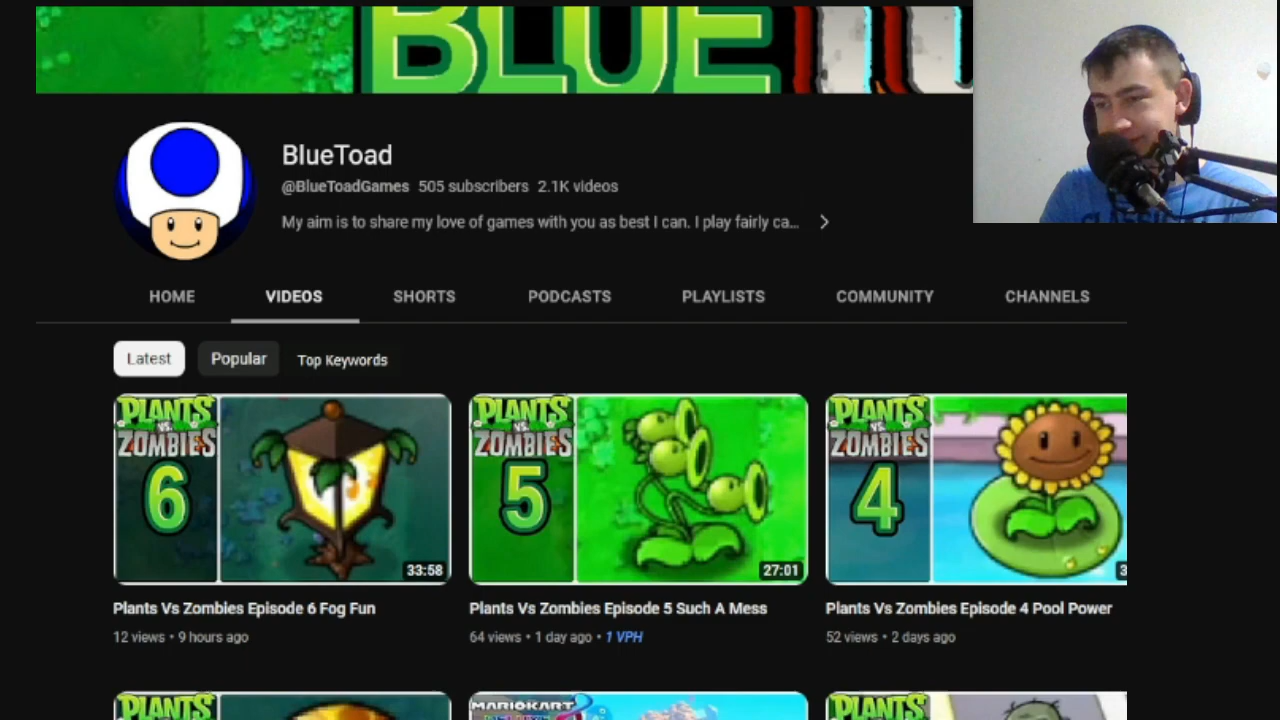 BLUE
BlueToad
@BlueToadGames 505 subscribers 2.1K videos
My aim is to share my love of games with you as best I can. I play fairly ca...
HOME VIDEOS SHORTS PODCASTS PLAYLISTS COMMUNITY CHANNELS
Latest Popular Top Keywords
PLANTS VS. ZOMBIES 6 33:58
PLANTS VS. ZOMBIES 5 27:01
PLANTS VS. ZOMBIES 4 3
Plants Vs Zombies Episode 6 Fog Fun
12 views • 9 hours ago
Plants Vs Zombies Episode 5 Such A Mess
64 views • 1 day ago • 1 VPH
Plants Vs Zombies Episode 4 Pool Power
52 views • 2 days ago
PLANTS
MARIOKART 8
PLANTS